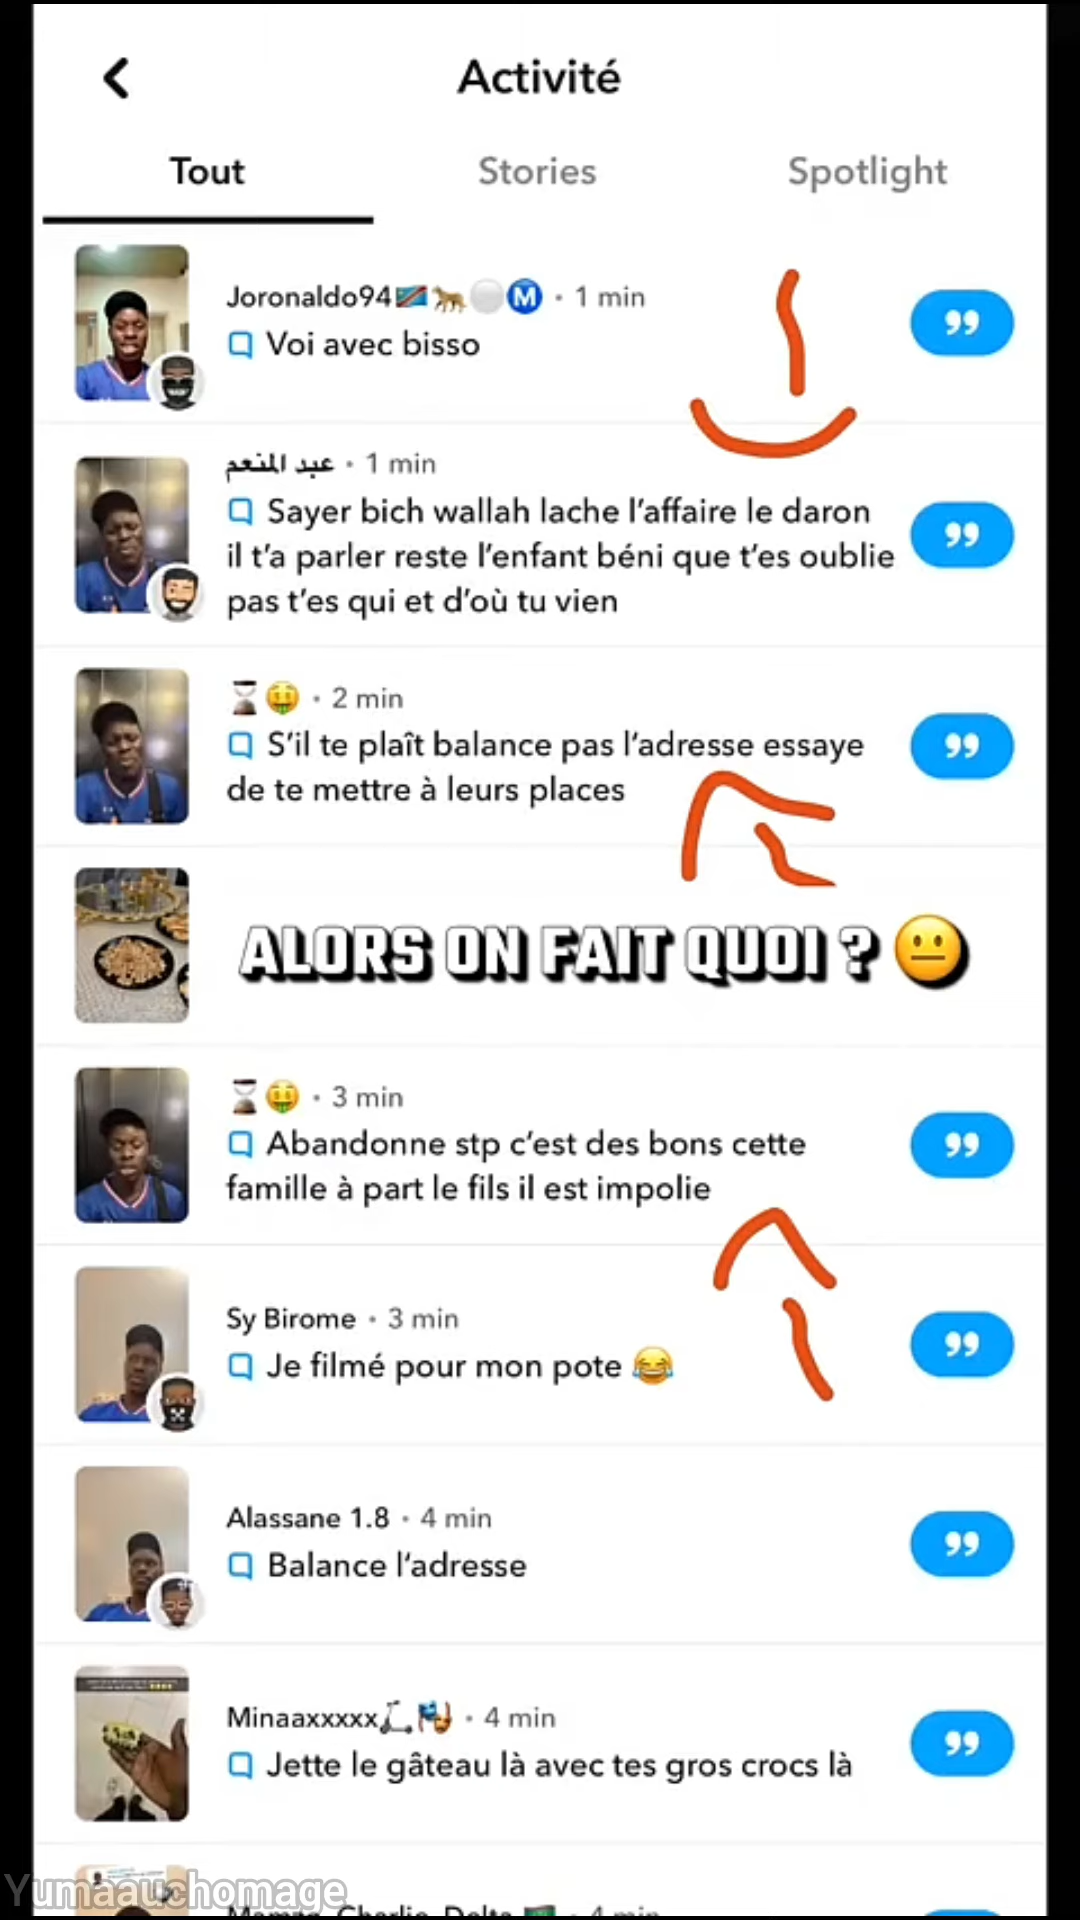 Activité
Tout Stories Spotlight
Joronaldo94🇨🇩🐆⚪Ⓜ️ · 1 min
Voi avec bisso
عبد المنعم · 1 min
Sayer bich wallah lache l’affaire le daron
il t’a parler reste l’enfant béni que t’es oublie
pas t’es qui et d’où tu vien
⏳🤑 · 2 min
S’il te plaît balance pas l’adresse essaye
de te mettre à leurs places
ALORS ON FAIT QUOI ? 😐
⏳🤑 · 3 min
Abandonne stp c’est des bons cette
famille à part le fils il est impolie
Sy Birome · 3 min
Je filmé pour mon pote 😂
Alassane 1.8 · 4 min
Balance l’adresse
Minaaxxxxx🛴🎭 · 4 min
Jette le gâteau là avec tes gros crocs là
Yumaauchomage
Charlie Delta · 4 min